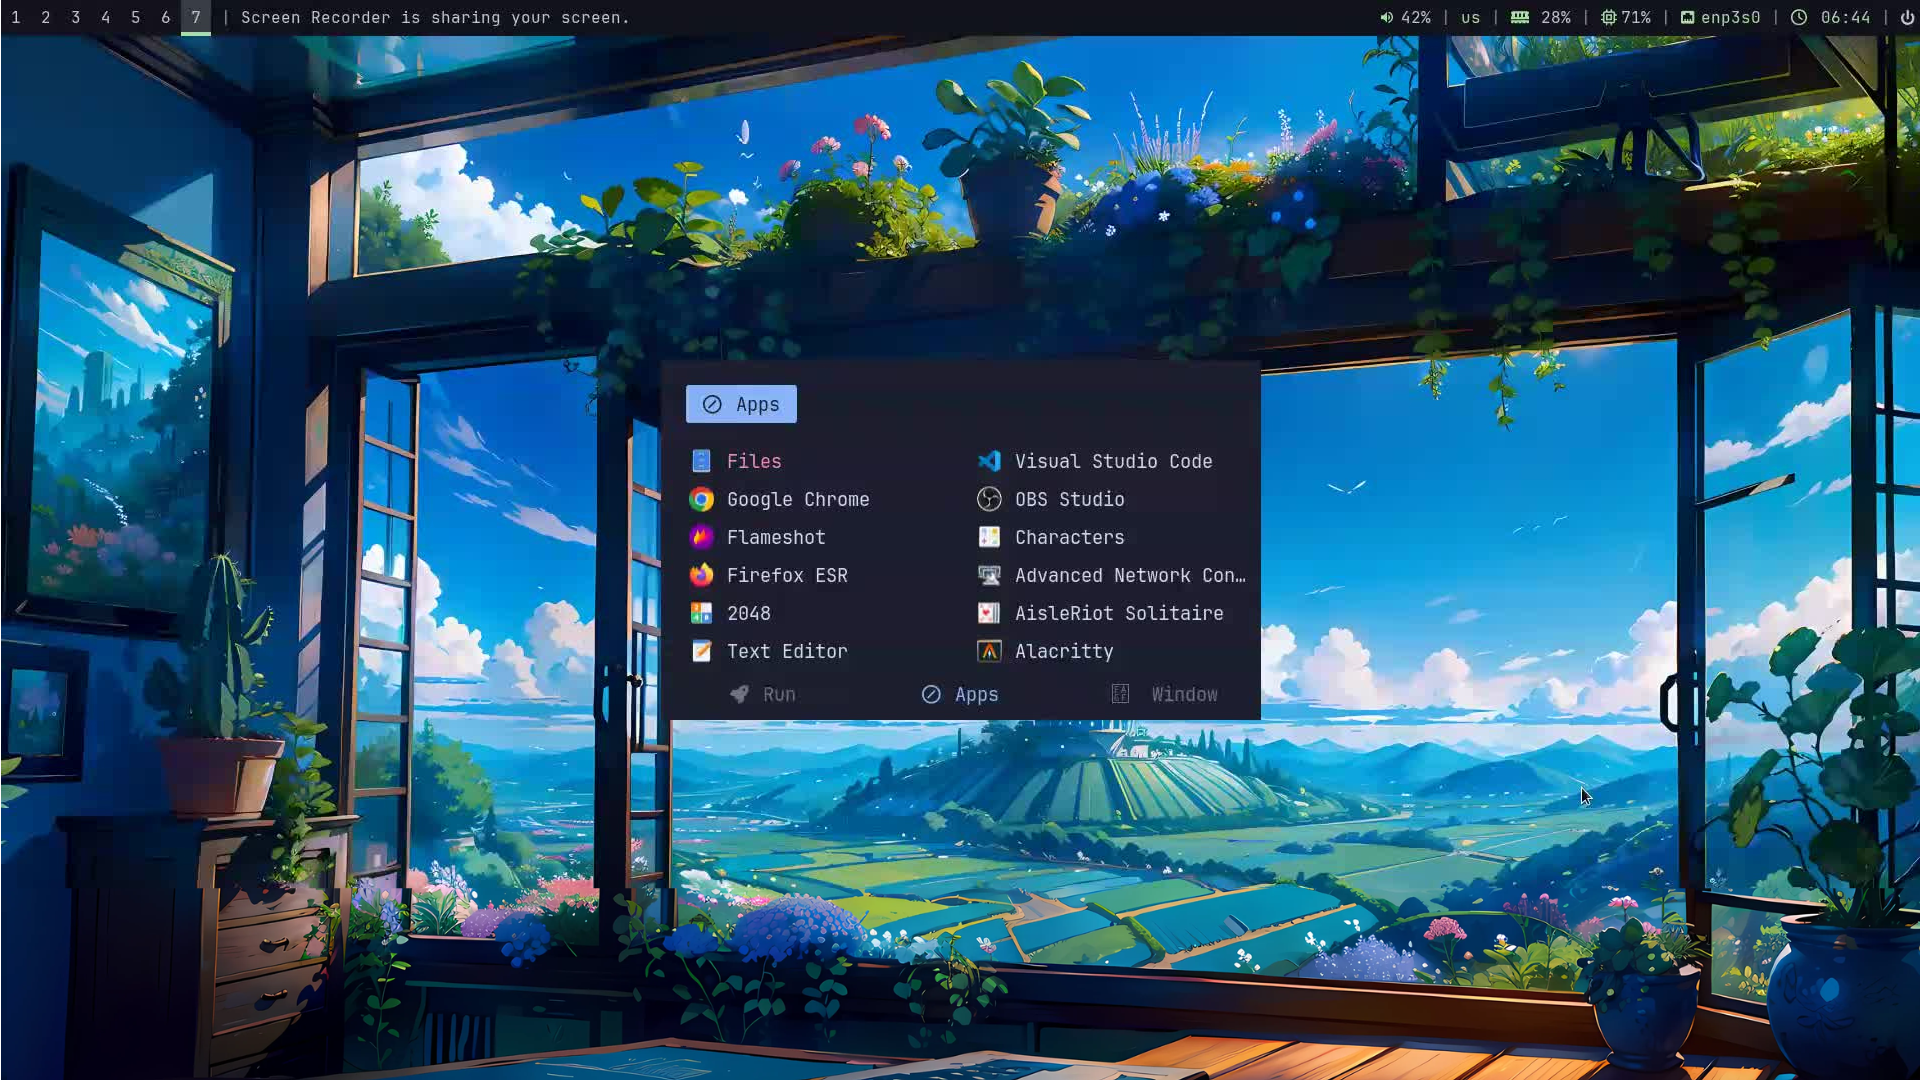 1 2 3 4 5 6 7 | Screen Recorder is sharing your screen.
42% | us | 28% | 71% | enp3s0 | 06:44 |
Apps
Files
Visual Studio Code
Google Chrome
OBS Studio
Flameshot
Characters
Firefox ESR
Advanced Network Con…
2048
AisleRiot Solitaire
Text Editor
Alacritty
Run Apps Window